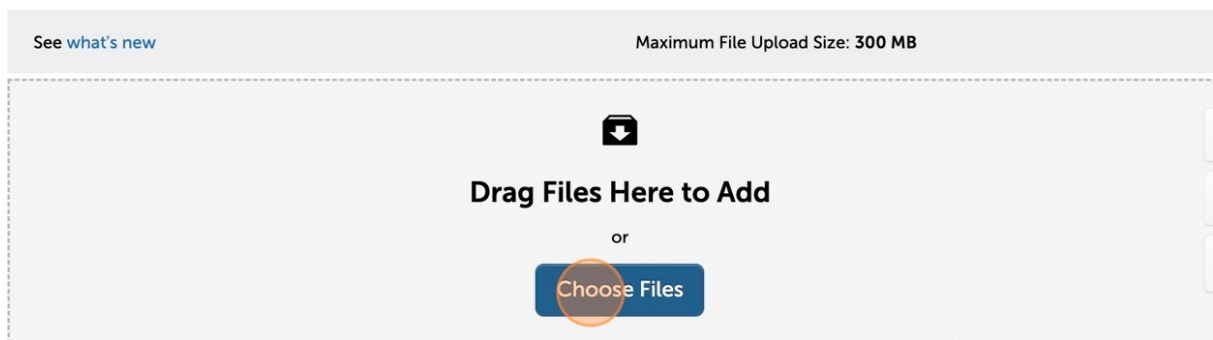 See what's new
Maximum File Upload Size: 300 MB
Drag Files Here to Add
or
Choose Files